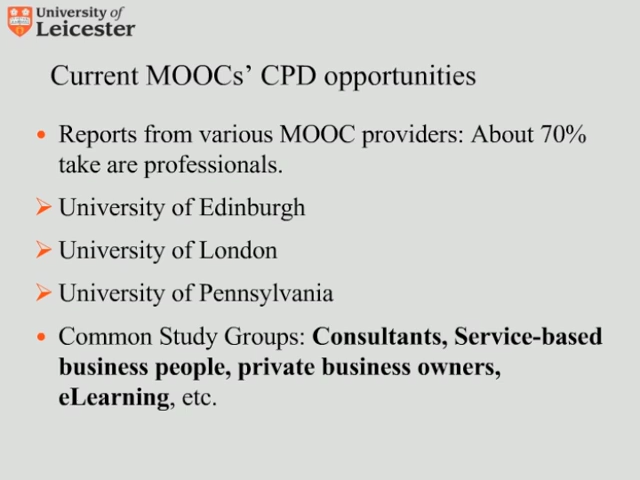 University of
Leicester
Current MOOCs’ CPD opportunities
• Reports from various MOOC providers: About 70%
take are professionals.
➢ University of Edinburgh
➢ University of London
➢ University of Pennsylvania
• Common Study Groups: Consultants, Service-based
business people, private business owners,
eLearning, etc.